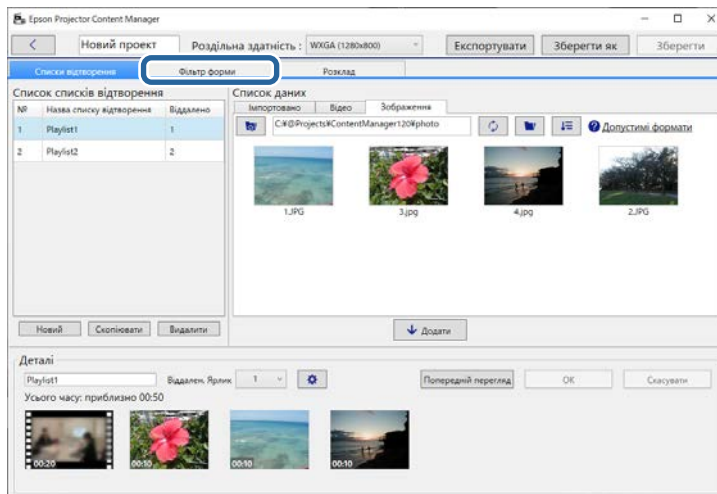 Epson Projector Content Manager
Новий проект Роздільна здатність : WXGA (1280x800) Експортувати Зберегти як Зберегти
Списки відтворення Фільтр форми Розклад
Список списків відтворення
№ Назва списку відтворення Віддалено
1 Playlist1 1
2 Playlist2 2
Новий Скопіювати Видалити
Список даних
Імпортовано Відео Зображення
C:¥@Projects¥ContentManager120¥photo Допустимі формати
1.JPG 3.jpg 4.jpg 2.JPG
Додати
Деталі
Playlist1 Віддален. Ярлик 1 Попередній перегляд OK Скасувати
Усього часу: приблизно 00:50
00:20 00:10 00:10 00:10